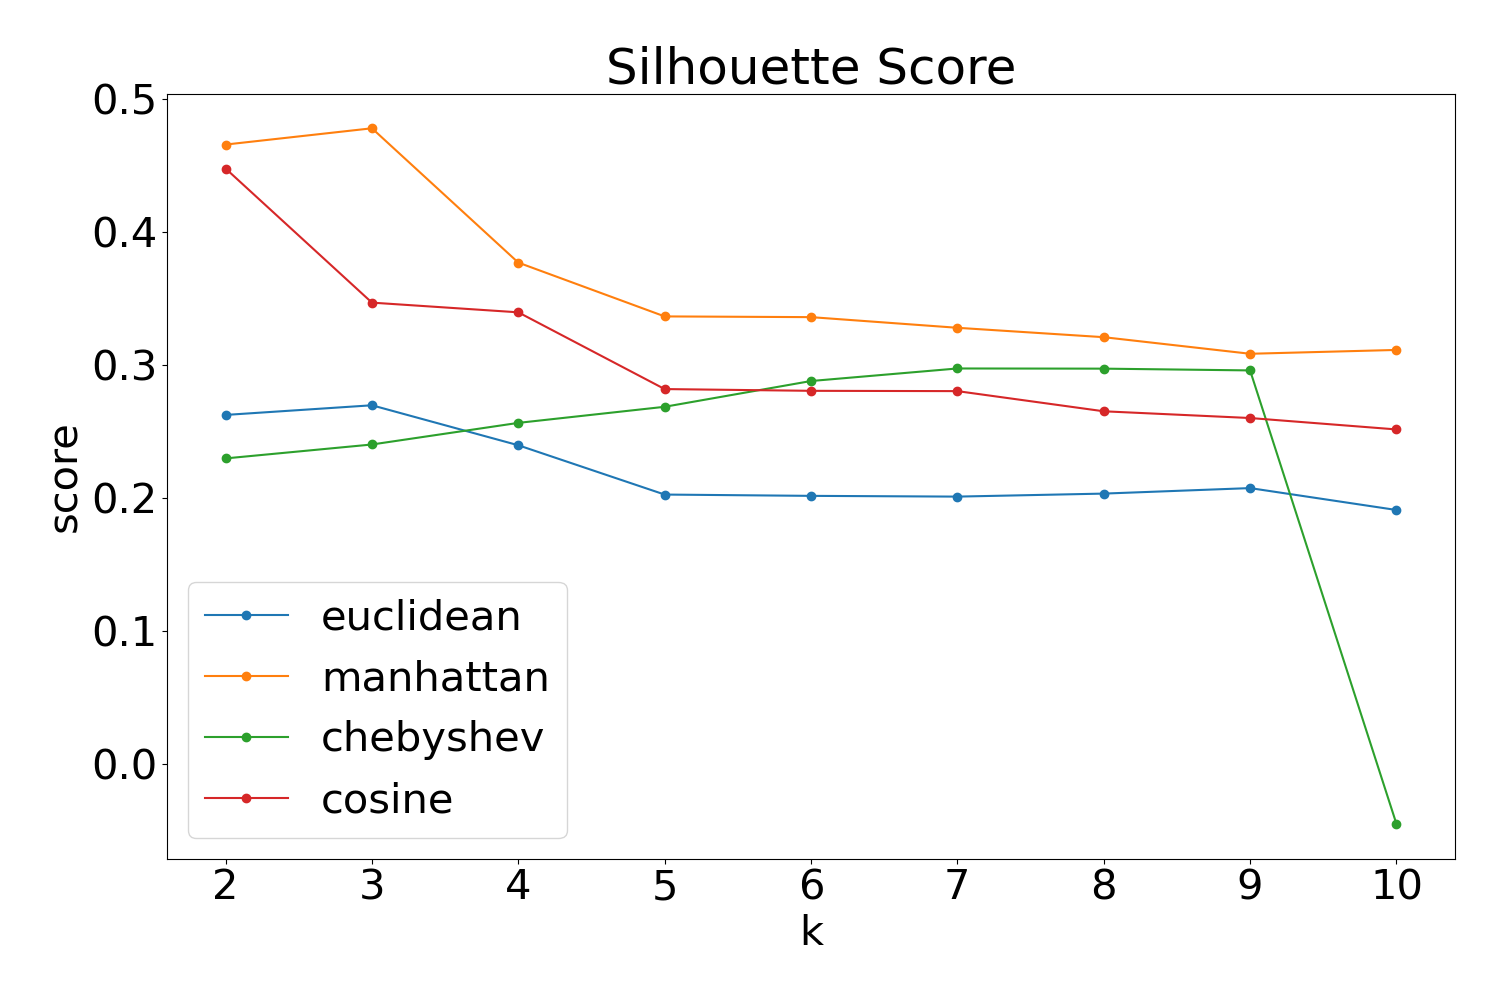 Silhouette Score
0.5
0.4
0.3
0.2
0.1
0.0
score
euclidean
manhattan
chebyshev
cosine
2 3 4 5 6 7 8 9 10
k